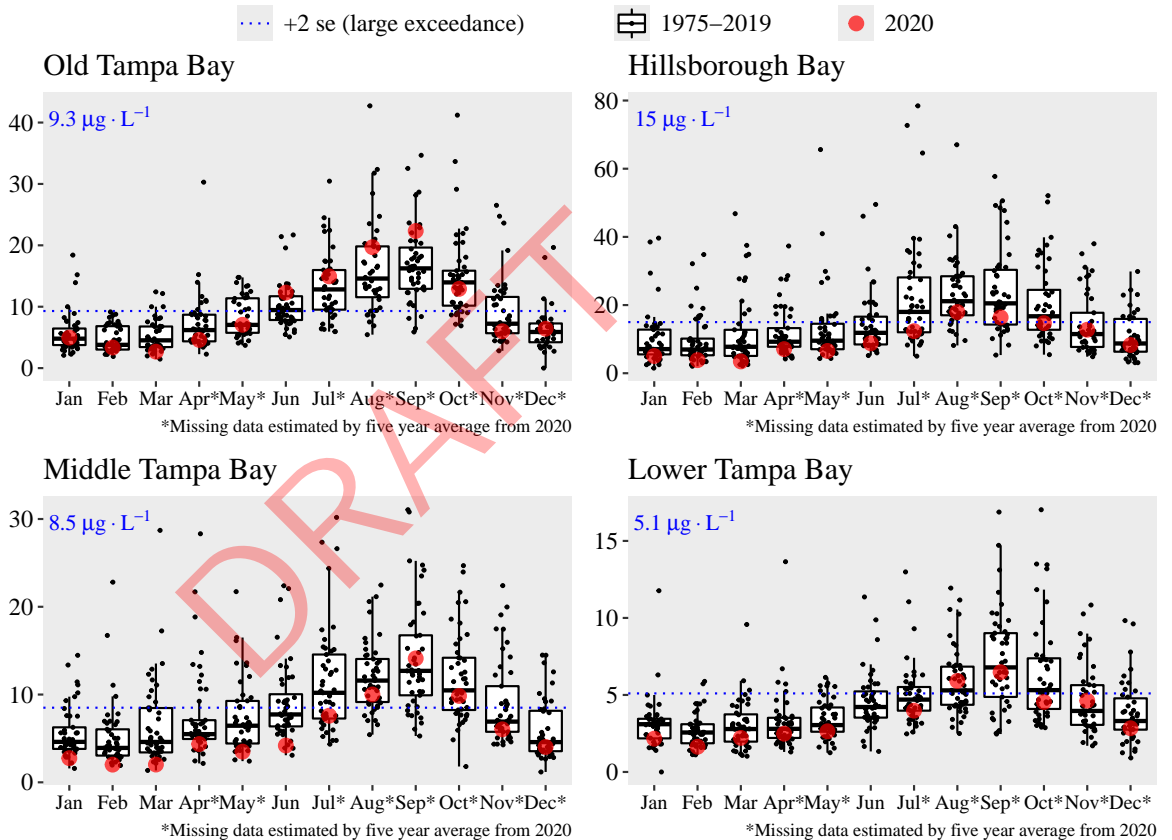 +2 se (large exceedance) 1975–2019 2020
Old Tampa Bay
9.3 μg · L⁻¹
40
30
20
10
0
Jan Feb Mar Apr* May* Jun Jul* Aug* Sep* Oct* Nov* Dec*
*Missing data estimated by five year average from 2020
Hillsborough Bay
15 μg · L⁻¹
80
60
40
20
0
Jan Feb Mar Apr* May* Jun Jul* Aug* Sep* Oct* Nov* Dec*
*Missing data estimated by five year average from 2020
Middle Tampa Bay
8.5 μg · L⁻¹
30
20
10
0
Jan Feb Mar Apr* May* Jun Jul* Aug* Sep* Oct* Nov* Dec*
*Missing data estimated by five year average from 2020
Lower Tampa Bay
5.1 μg · L⁻¹
15
10
5
0
Jan Feb Mar Apr* May* Jun Jul* Aug* Sep* Oct* Nov* Dec*
*Missing data estimated by five year average from 2020
DRAFT